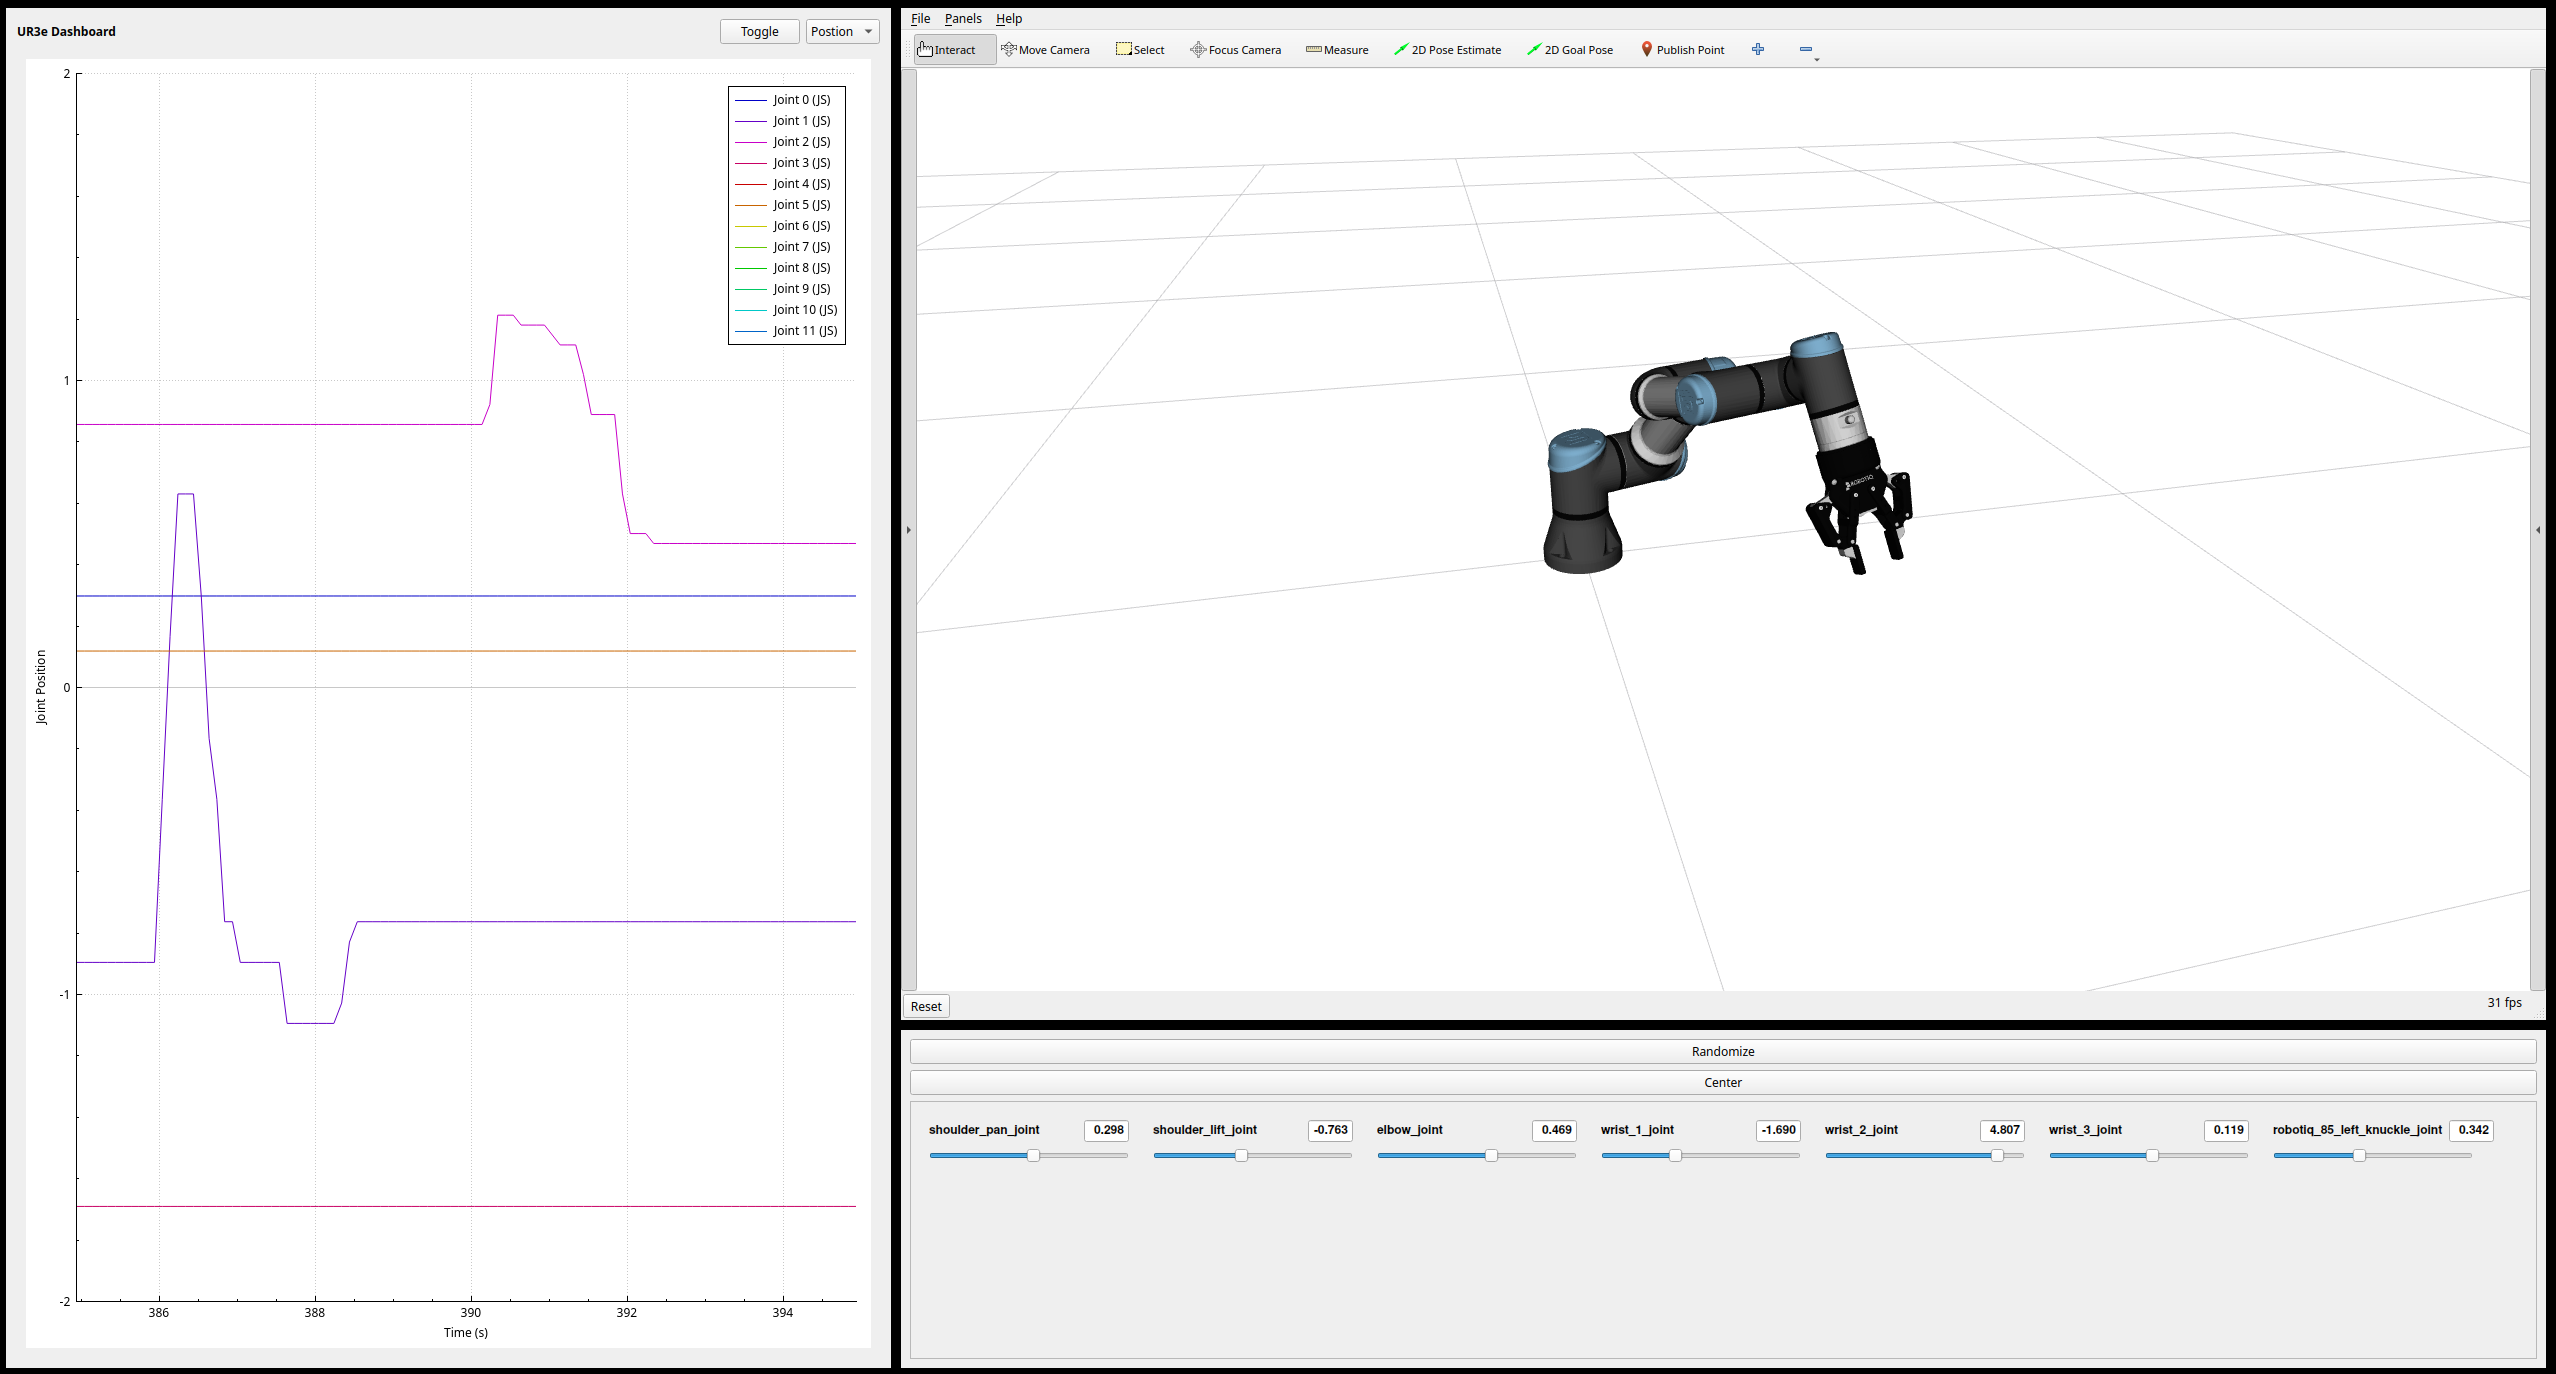 UR3e Dashboard
Toggle
Postion
2
1
0
-1
-2
Joint Position
386 388 390 392 394
Time (s)
Joint 0 (JS)
Joint 1 (JS)
Joint 2 (JS)
Joint 3 (JS)
Joint 4 (JS)
Joint 5 (JS)
Joint 6 (JS)
Joint 7 (JS)
Joint 8 (JS)
Joint 9 (JS)
Joint 10 (JS)
Joint 11 (JS)
File Panels Help
Interact Move Camera Select Focus Camera Measure 2D Pose Estimate 2D Goal Pose Publish Point
ROBOTIQ
Reset
31 fps
Randomize
Center
shoulder_pan_joint 0.298 shoulder_lift_joint -0.763 elbow_joint 0.469 wrist_1_joint -1.690 wrist_2_joint 4.807 wrist_3_joint 0.119 robotiq_85_left_knuckle_joint 0.342